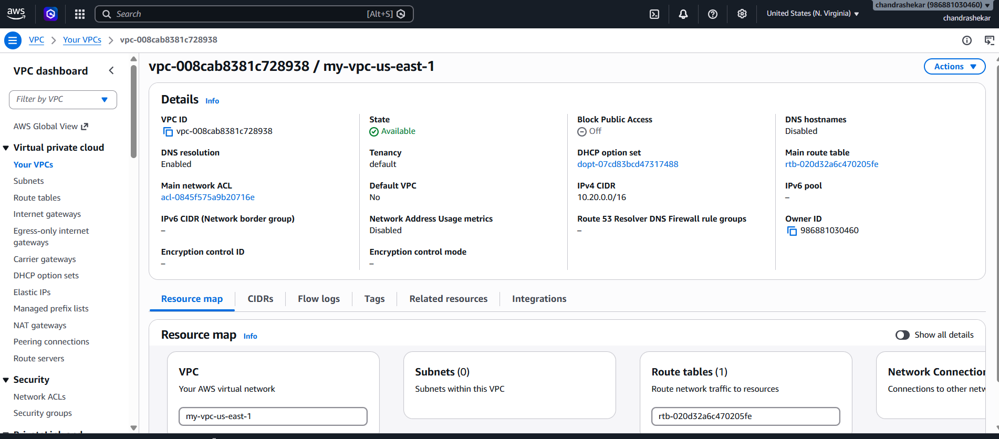 aws
Search
[Alt+S]
United States (N. Virginia)
chandrashekar (986881030460)
chandrashekar
VPC
Your VPCs
vpc-008cab8381c728938
VPC dashboard
Filter by VPC
AWS Global View
Virtual private cloud
Your VPCs
Subnets
Route tables
Internet gateways
Egress-only internet
gateways
Carrier gateways
DHCP option sets
Elastic IPs
Managed prefix lists
NAT gateways
Peering connections
Route servers
Security
Network ACLs
Security groups
vpc-008cab8381c728938 / my-vpc-us-east-1
Actions
Details Info
VPC ID
vpc-008cab8381c728938
State
Available
Block Public Access
Off
DNS hostnames
Disabled
DNS resolution
Enabled
Tenancy
default
DHCP option set
dopt-07cd83bcd47317488
Main route table
rtb-020d32a6c470205fe
Main network ACL
acl-0845f575a9b20716e
Default VPC
No
IPv4 CIDR
10.20.0.0/16
IPv6 pool
–
IPv6 CIDR (Network border group)
–
Network Address Usage metrics
Disabled
Route 53 Resolver DNS Firewall rule groups
–
Owner ID
986881030460
Encryption control ID
–
Encryption control mode
–
Resource map
CIDRs
Flow logs
Tags
Related resources
Integrations
Resource map Info
Show all details
VPC
Your AWS virtual network
my-vpc-us-east-1
Subnets (0)
Subnets within this VPC
Route tables (1)
Route network traffic to resources
rtb-020d32a6c470205fe
Network Connection
Connections to other netw